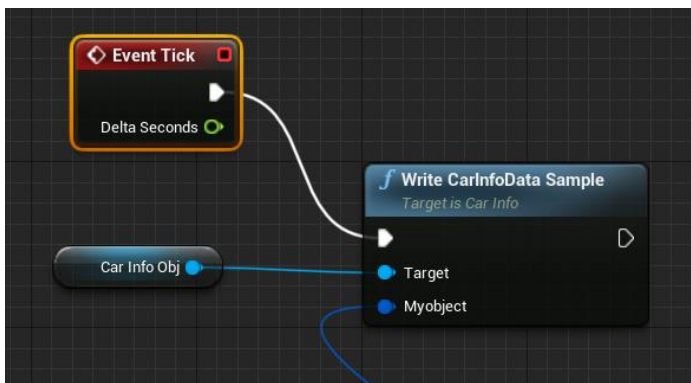 Event Tick
Delta Seconds
f Write CarInfoData Sample
Target is Car Info
Car Info Obj
Target
Myobject